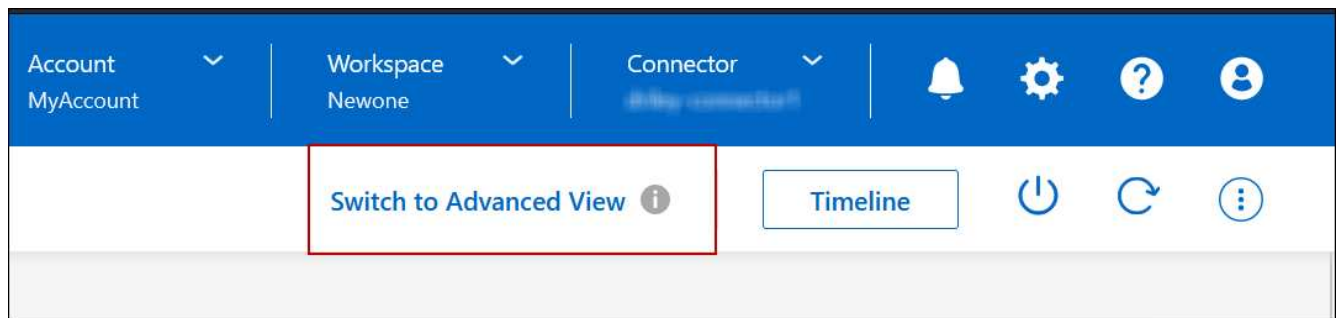 Account
MyAccount
Workspace
Newone
Connector
Switch to Advanced View
Timeline